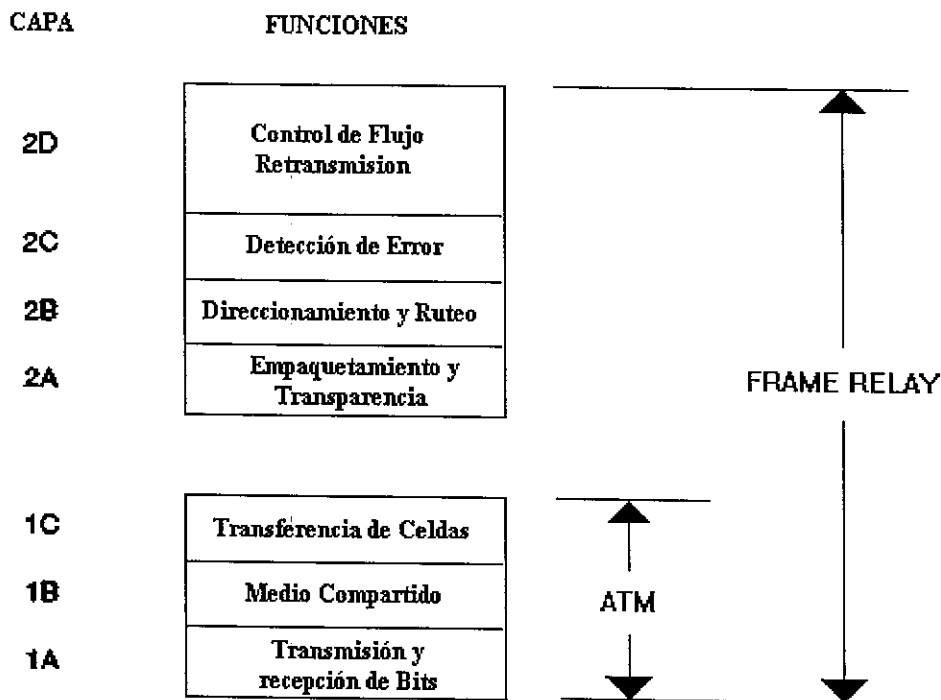 CAPA FUNCIONES
2D Control de Flujo
Retransmision
2C Detección de Error
2B Direccionamiento y Ruteo
2A Empaquetamiento y
Transparencia
FRAME RELAY
1C Transferencia de Celdas
1B Medio Compartido
ATM
1A Transmisión y
recepción de Bits